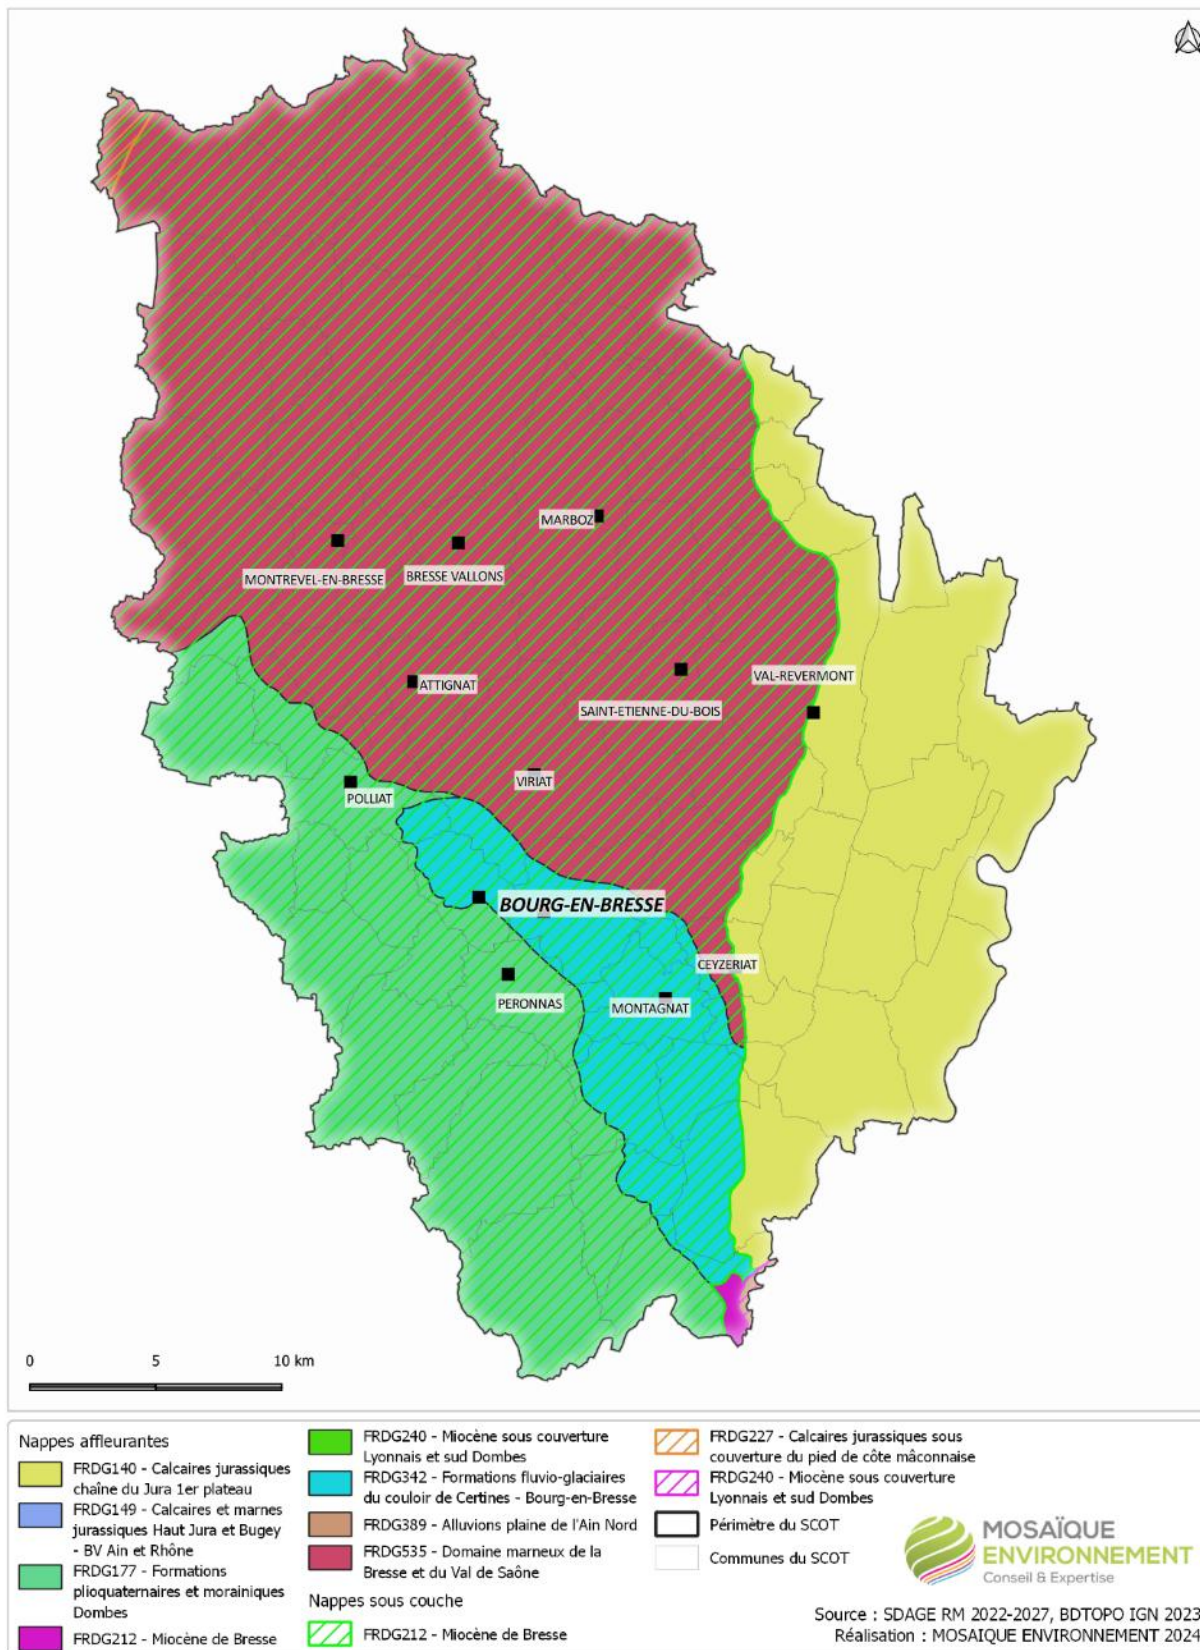 MARBOZ
MONTREVEL-EN-BRESSE
BRESSE VALLONS
ATTIGNAT
SAINT-ETIENNE-DU-BOIS
VAL-REVERMONT
VIRIAT
POLLIAT
BOURG-EN-BRESSE
CEYZERIAT
PERONNAS
MONTAGNAT
0 5 10 km
Nappes affleurantes
FRDG140 - Calcaires jurassiques
chaîne du Jura 1er plateau
FRDG149 - Calcaires et marnes
jurassiques Haut Jura et Bugey
- BV Ain et Rhône
FRDG177 - Formations
plioquaternaires et morainiques
Dombes
FRDG212 - Miocène de Bresse
FRDG240 - Miocène sous couverture
Lyonnais et sud Dombes
FRDG342 - Formations fluvio-glaciaires
du couloir de Certines - Bourg-en-Bresse
FRDG389 - Alluvions plaine de l'Ain Nord
FRDG535 - Domaine marneux de la
Bresse et du Val de Saône
Nappes sous couche
FRDG212 - Miocène de Bresse
FRDG227 - Calcaires jurassiques sous
couverture du pied de côte mâconnaise
FRDG240 - Miocène sous couverture
Lyonnais et sud Dombes
Périmètre du SCOT
Communes du SCOT
MOSAÏQUE
ENVIRONNEMENT
Conseil & Expertise
Source : SDAGE RM 2022-2027, BDTOPO IGN 2023
Réalisation : MOSAIQUE ENVIRONNEMENT 2024